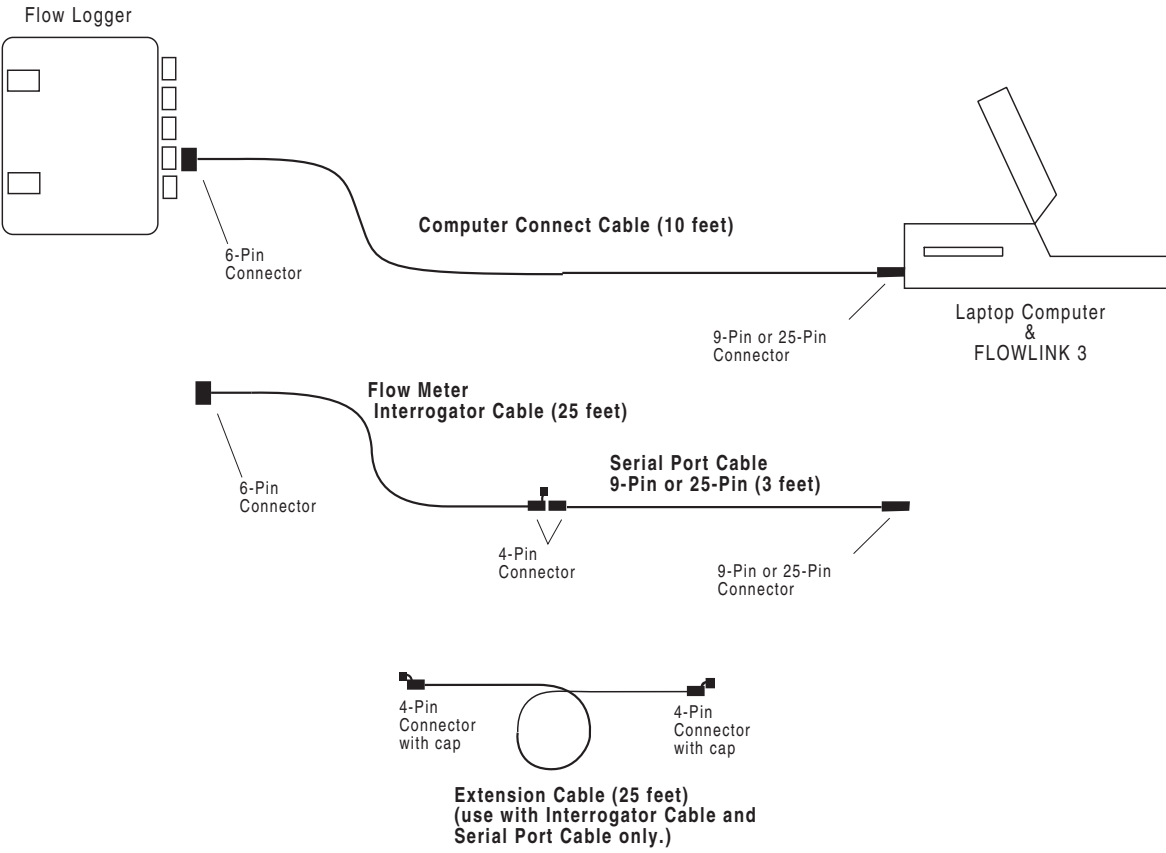 Flow Logger
6-Pin
Connector
Computer Connect Cable (10 feet)
9-Pin or 25-Pin
Connector
Laptop Computer
&
FLOWLINK 3
Flow Meter
Interrogator Cable (25 feet)
6-Pin
Connector
Serial Port Cable
9-Pin or 25-Pin (3 feet)
4-Pin
Connector
9-Pin or 25-Pin
Connector
4-Pin
Connector
with cap
4-Pin
Connector
with cap
Extension Cable (25 feet)
(use with Interrogator Cable and
Serial Port Cable only.)